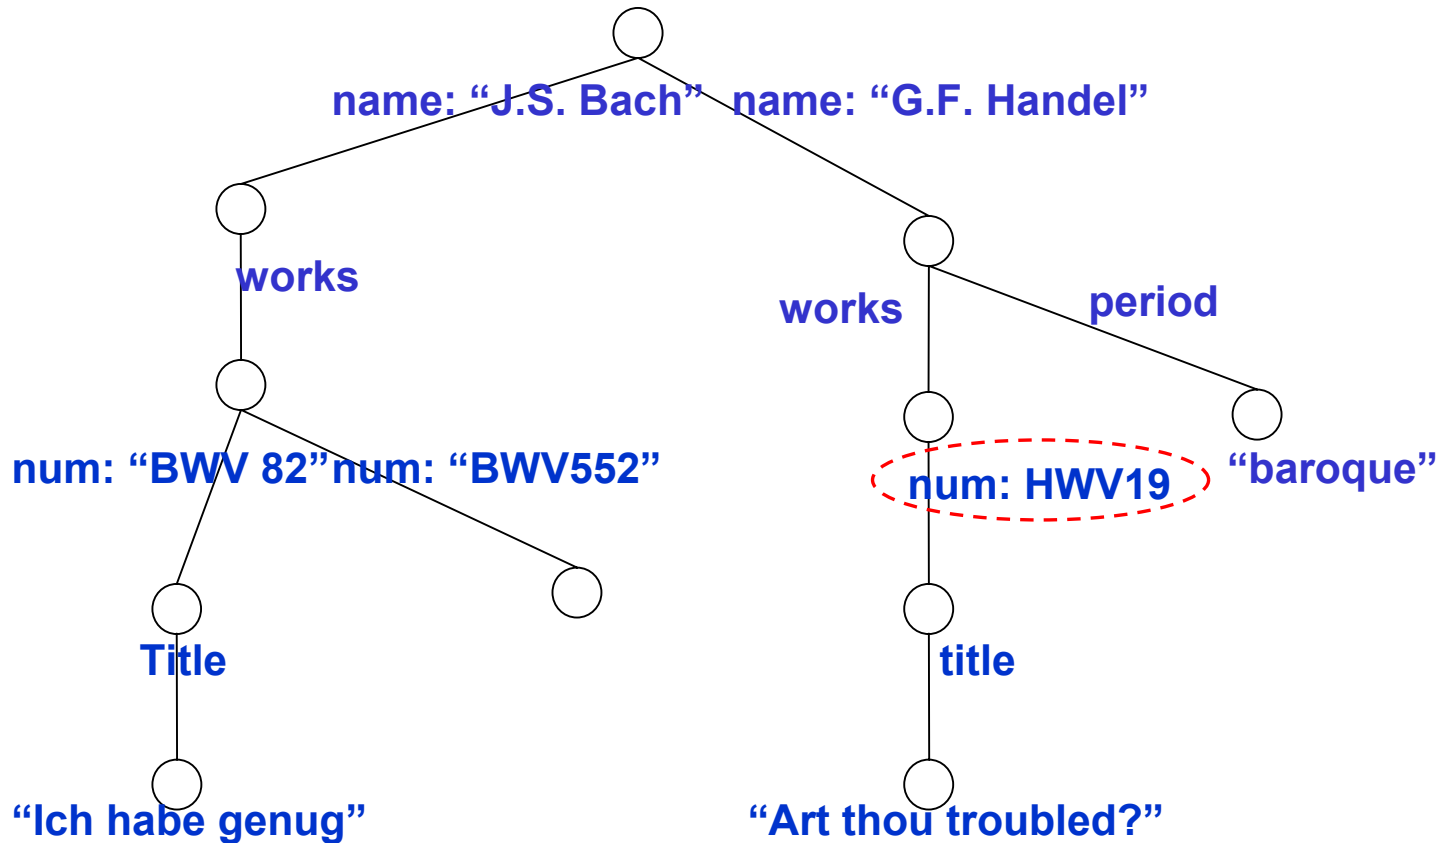 name: “J.S. Bach” name: “G.F. Handel”
works
works
period
num: “BWV 82” num: “BWV552”
num: HWV19
“baroque”
Title
title
“Ich habe genug”
“Art thou troubled?”